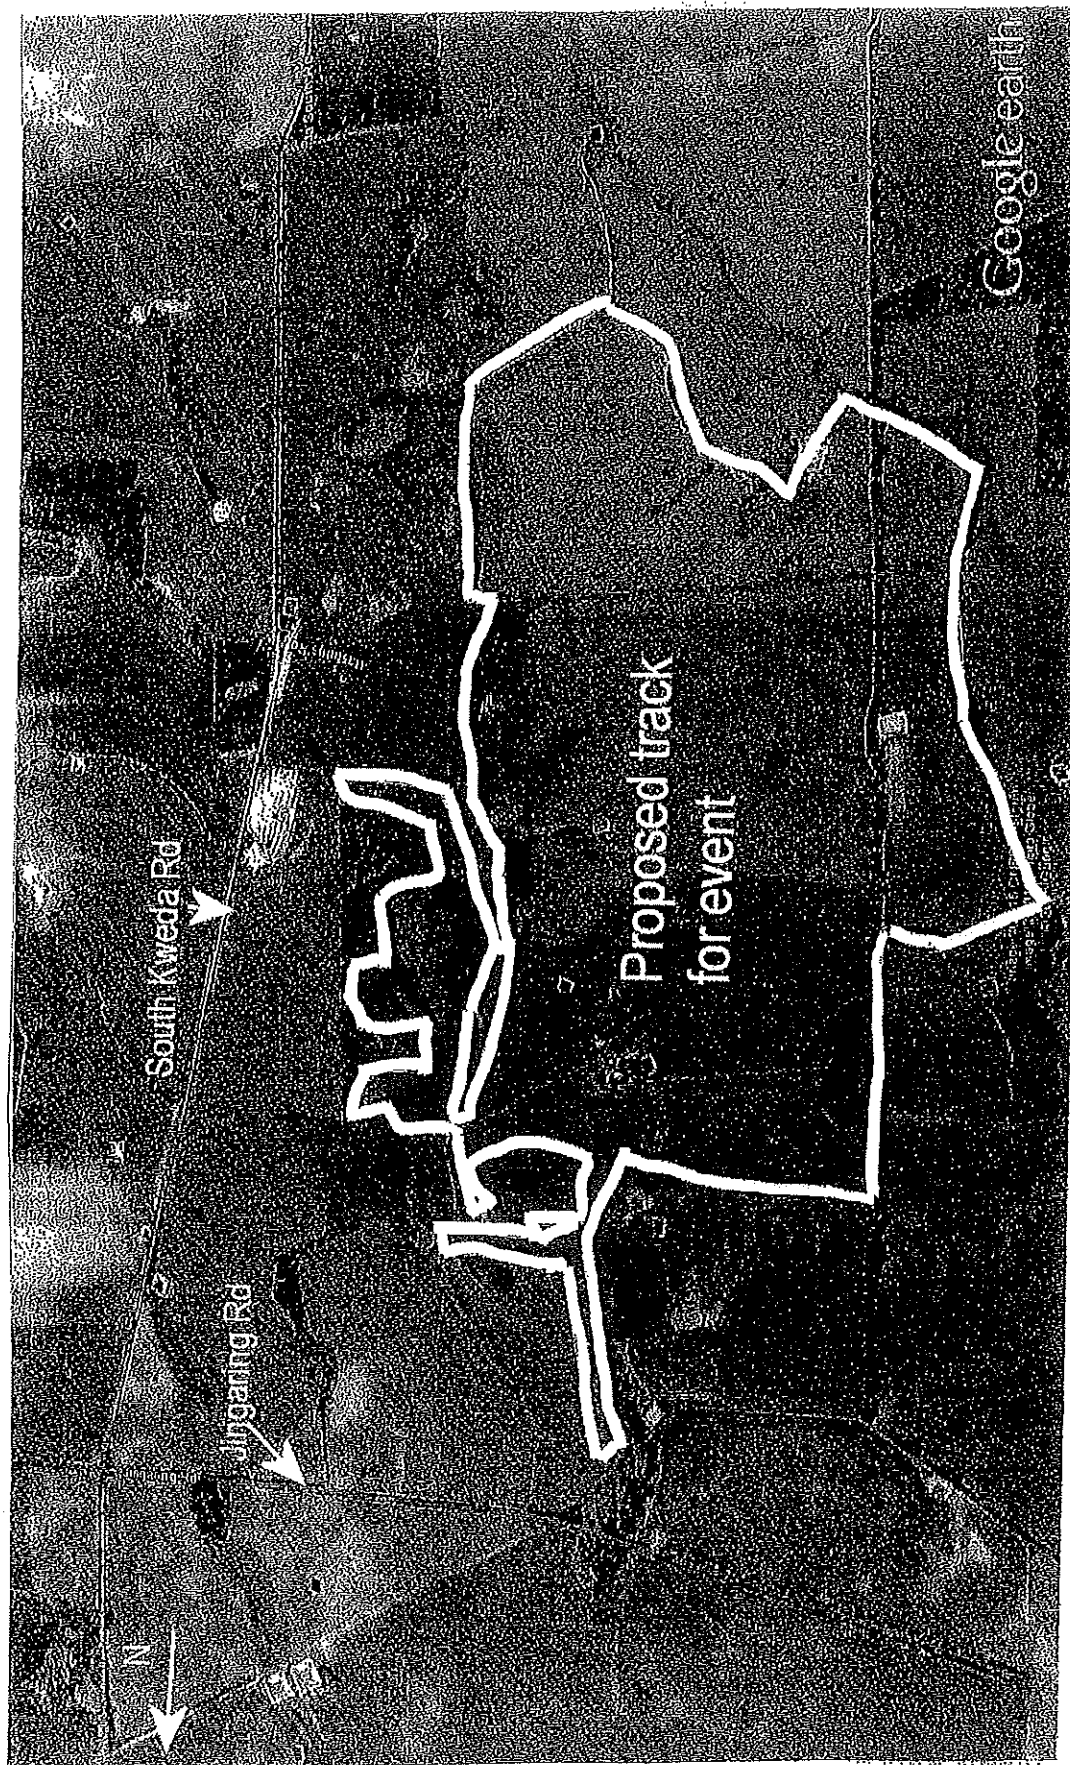 South Kweda Rd
Jingaring Rd
N
Proposed track
for event
Google earth